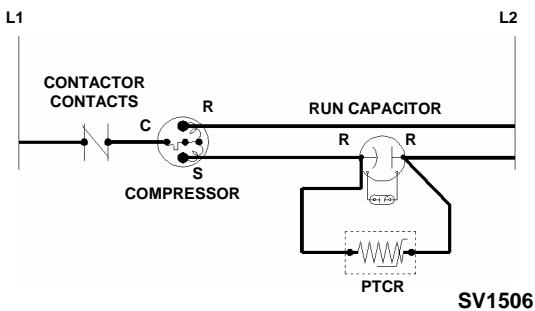 L1
L2
CONTACTOR
CONTACTS
R
RUN CAPACITOR
C
R
R
S
COMPRESSOR
PTCR
SV1506